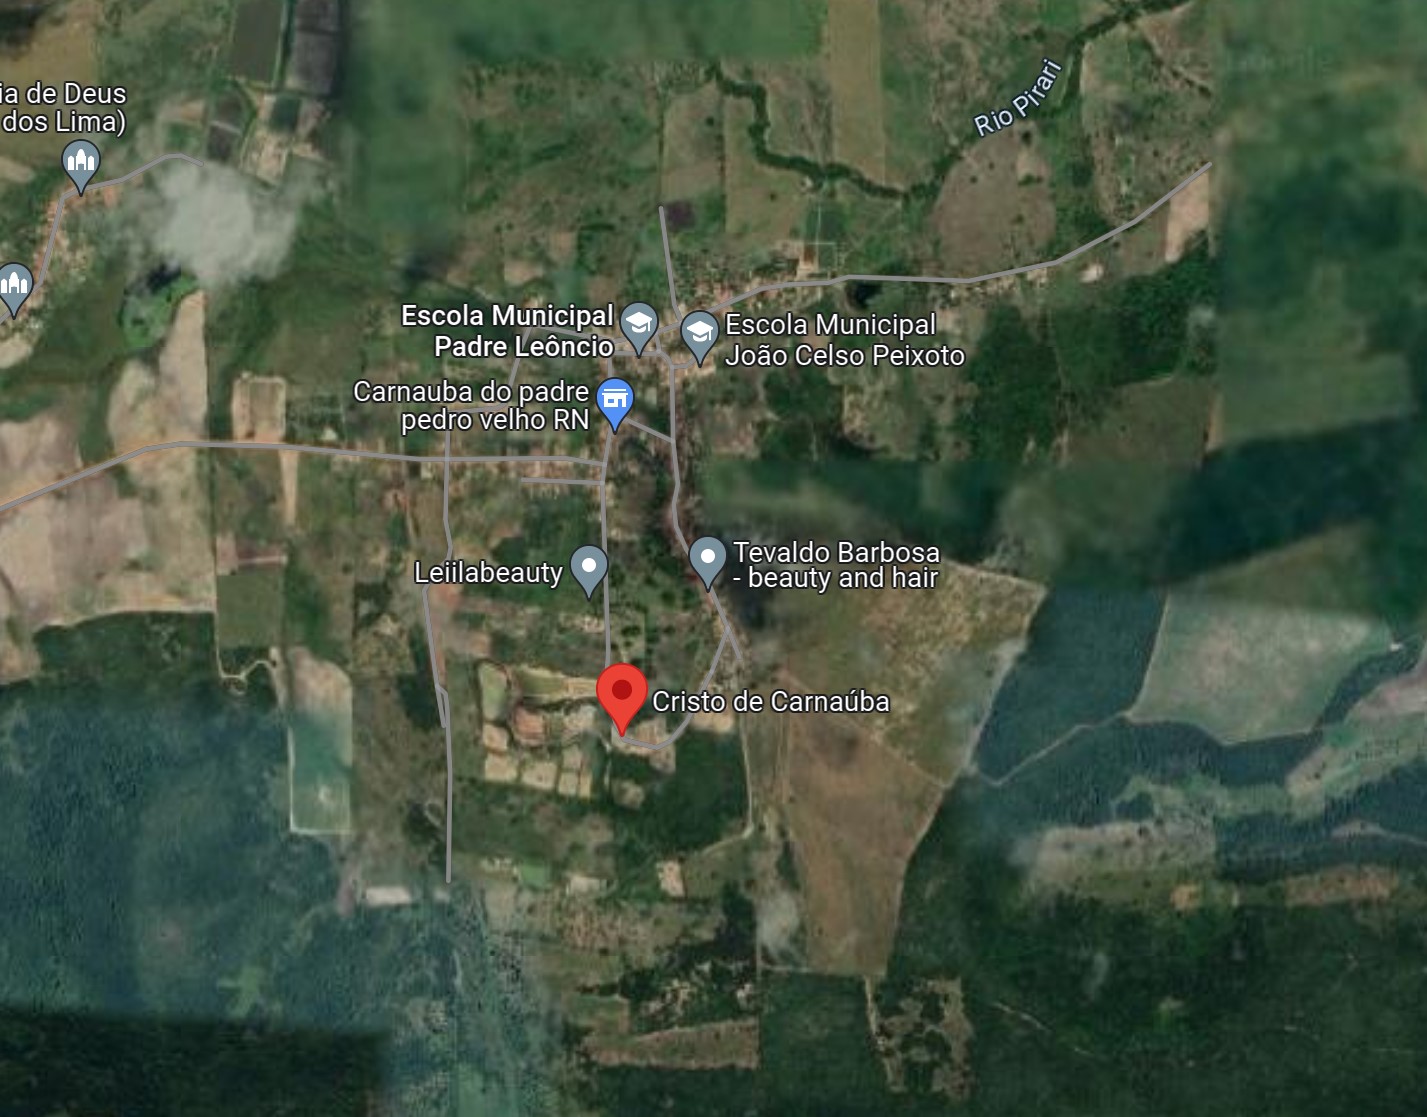 ia de Deus
dos Lima)
Rio Pirari
Escola Municipal
Padre Leôncio
Escola Municipal
João Celso Peixoto
Carnauba do padre
pedro velho RN
Leiilabeauty
Tevaldo Barbosa
- beauty and hair
Cristo de Carnaúba